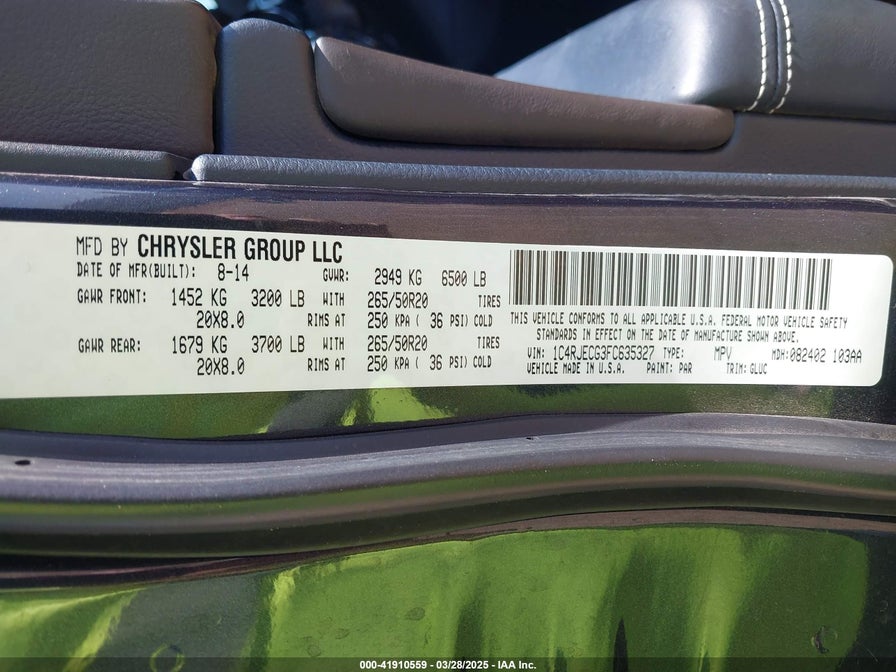 MFD BY CHRYSLER GROUP LLC
DATE OF MFR(BUILT): 8-14 GVWR: 2949 KG 6500 LB
GAWR FRONT: 1452 KG 3200 LB WITH 265/50R20 TIRES
20X8.0 RIMS AT 250 KPA ( 36 PSI) COLD
GAWR REAR: 1679 KG 3700 LB WITH 265/50R20 TIRES
20X8.0 RIMS AT 250 KPA ( 36 PSI) COLD
THIS VEHICLE CONFORMS TO ALL APPLICABLE U.S.A. FEDERAL MOTOR VEHICLE SAFETY
STANDARDS IN EFFECT ON THE DATE OF MANUFACTURE SHOWN ABOVE.
VIN: 1C4RJECG3FC635327 TYPE: MPV MDH:082402 103AA
VEHICLE MADE IN U.S.A. PAINT: PAR TRIM: GLUC
000-41910559 — 03/28/2025 — IAA Inc.